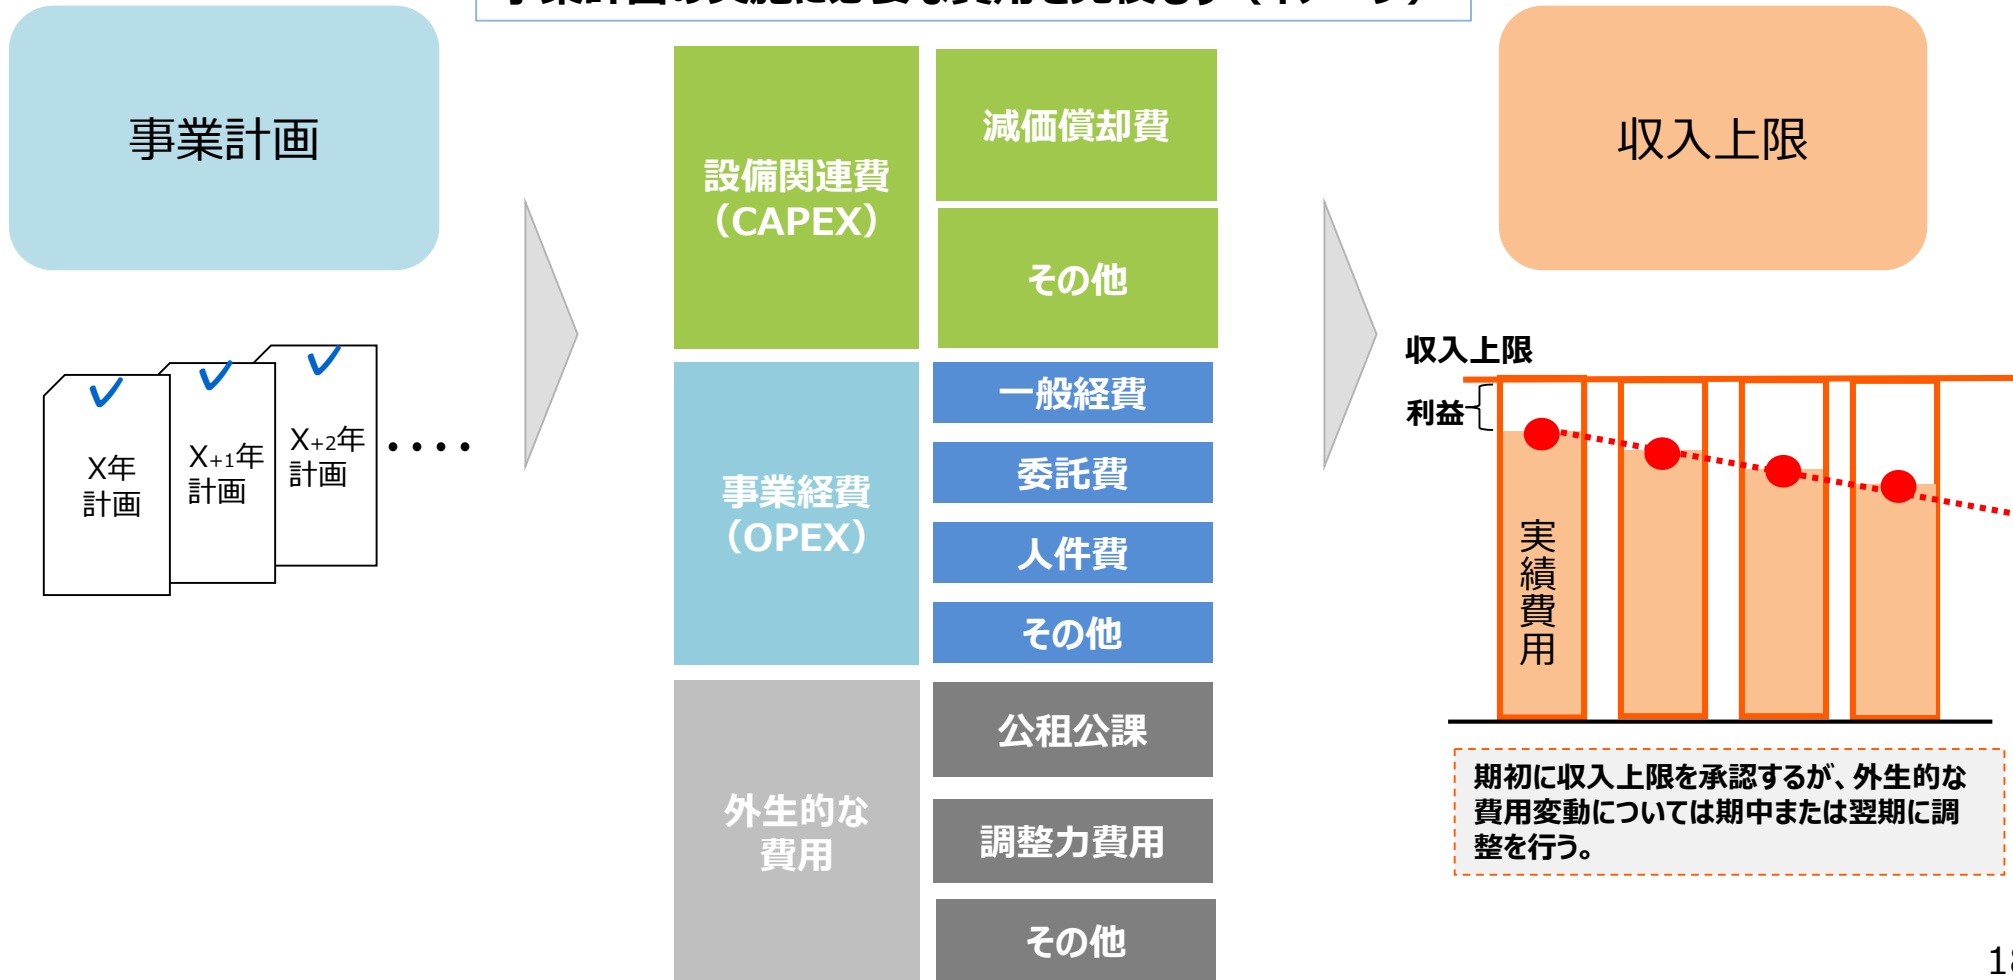 事業計画
収入上限
設備関連費
（CAPEX）
減価償却費
その他
事業経費
（OPEX）
一般経費
委託費
人件費
その他
外生的な
費用
公租公課
調整力費用
その他
X年
計画
X+1年
計画
X+2年
計画
・・・・
収入上限
利益
実績費用
期初に収入上限を承認するが、外生的な
費用変動については期中または翌期に調
整を行う。